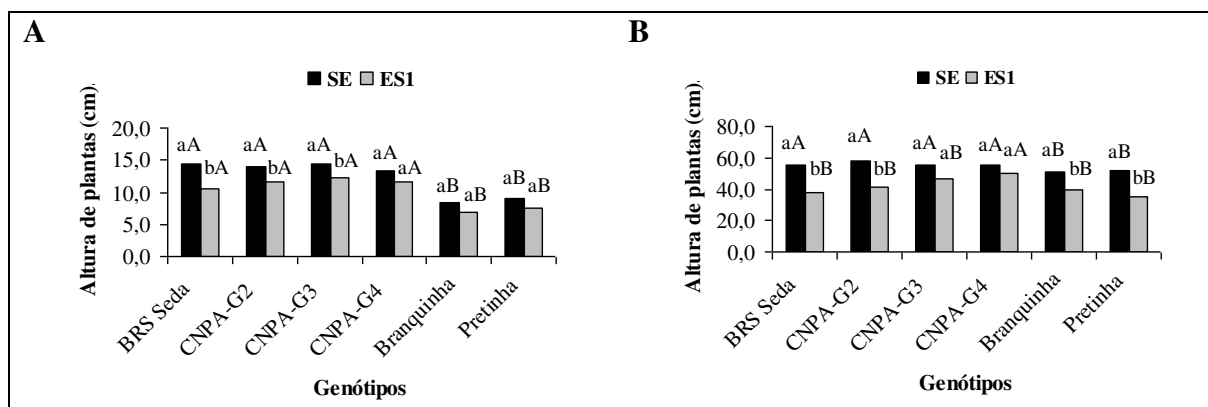 A
SE ES1
Altura de plantas (cm).
20,0
15,0
10,0
5,0
0,0
aA bA aA bA aA bA aA aA aB aB aB aB
BRS Seda
CNPA-G2
CNPA-G3
CNPA-G4
Branquinha
Pretinha
Genótipos
B
SE ES1
Altura de plantas (cm).
80,0
60,0
40,0
20,0
0,0
aA bB aA bB aA aB aA aA aB bB aB bB
BRS Seda
CNPA-G2
CNPA-G3
CNPA-G4
Branquinha
Pretinha
Genótipos